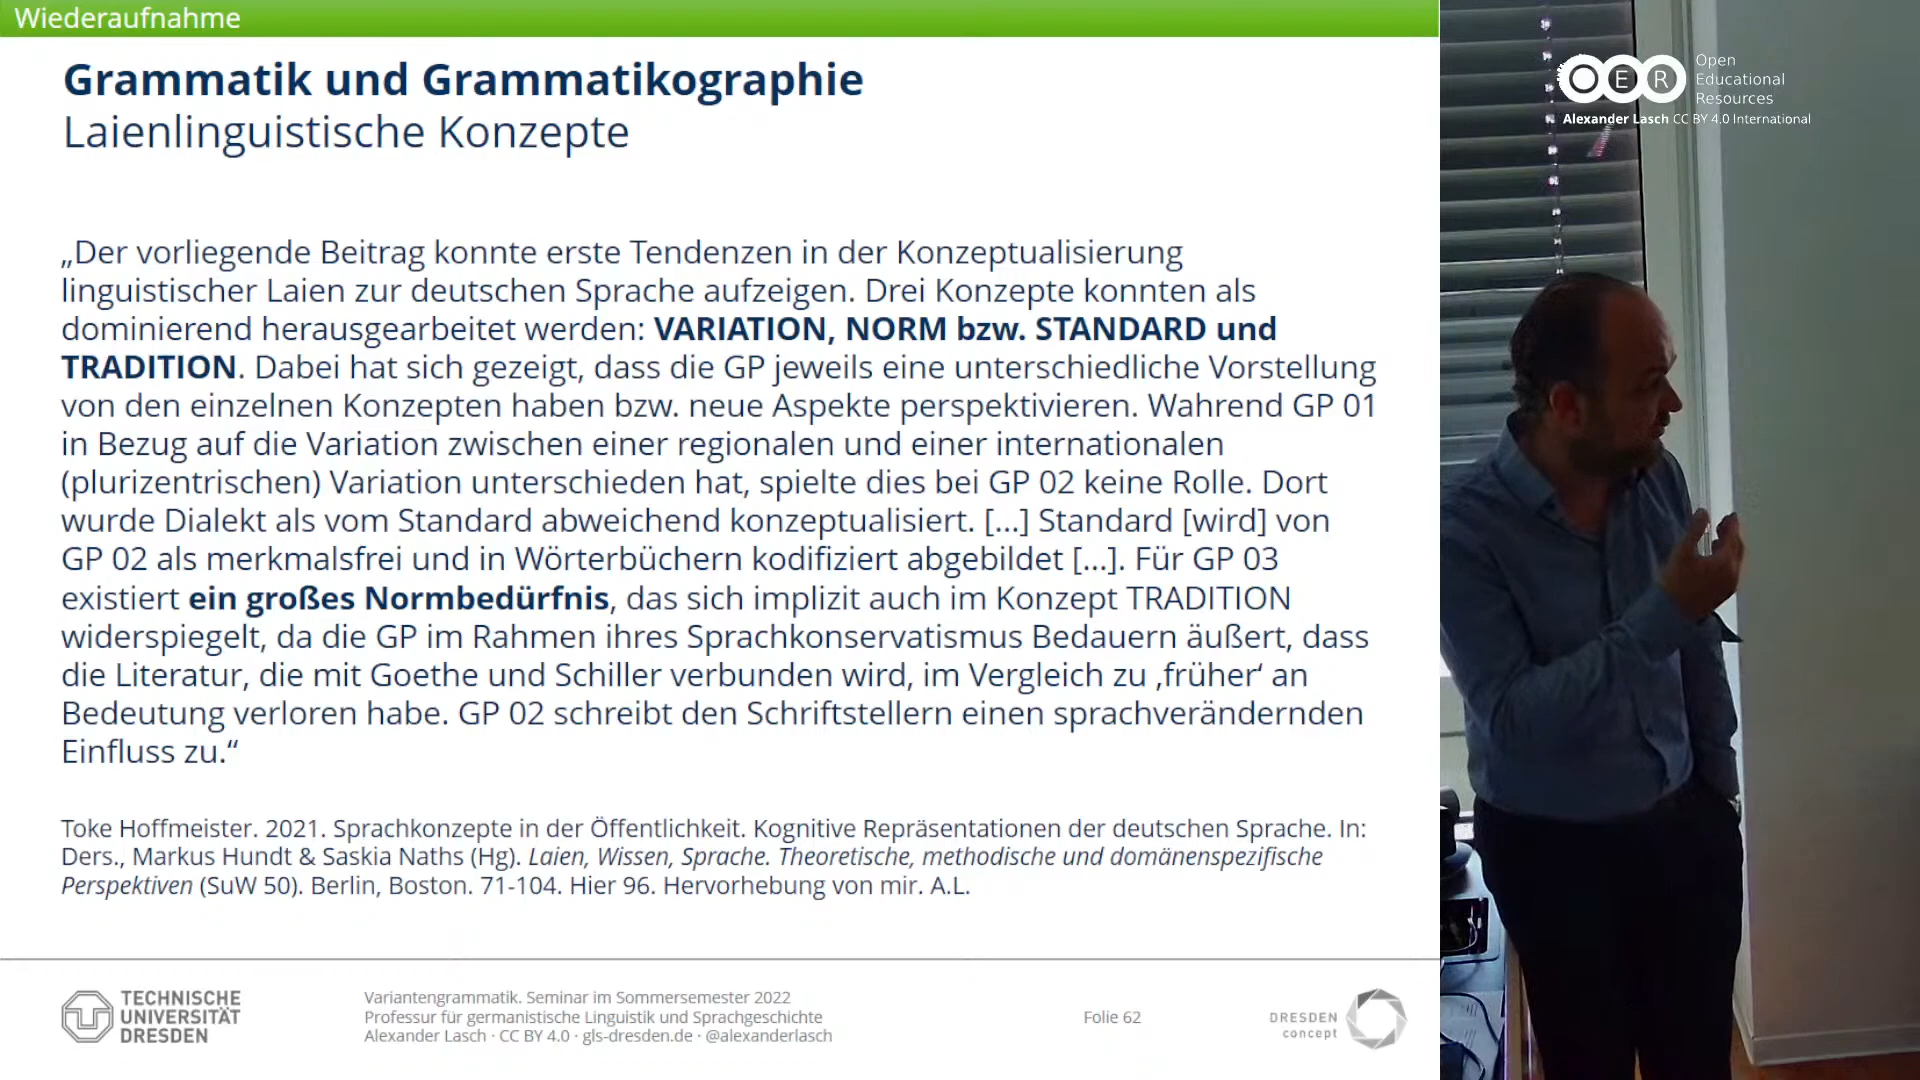 Wiederaufnahme
Grammatik und Grammatikographie
Laienlinguistische Konzepte
„Der vorliegende Beitrag konnte erste Tendenzen in der Konzeptualisierung
linguistischer Laien zur deutschen Sprache aufzeigen. Drei Konzepte konnten als
dominierend herausgearbeitet werden: VARIATION, NORM bzw. STANDARD und
TRADITION. Dabei hat sich gezeigt, dass die GP jeweils eine unterschiedliche Vorstellung
von den einzelnen Konzepten haben bzw. neue Aspekte perspektivieren. Wahrend GP 01
in Bezug auf die Variation zwischen einer regionalen und einer internationalen
(plurizentrischen) Variation unterschieden hat, spielte dies bei GP 02 keine Rolle. Dort
wurde Dialekt als vom Standard abweichend konzeptualisiert. [...] Standard [wird] von
GP 02 als merkmalsfrei und in Wörterbüchern kodifiziert abgebildet [...]. Für GP 03
existiert ein großes Normbedürfnis, das sich implizit auch im Konzept TRADITION
widerspiegelt, da die GP im Rahmen ihres Sprachkonservatismus Bedauern äußert, dass
die Literatur, die mit Goethe und Schiller verbunden wird, im Vergleich zu ‚früher‘ an
Bedeutung verloren habe. GP 02 schreibt den Schriftstellern einen sprachverändernden
Einfluss zu.“
Toke Hoffmeister. 2021. Sprachkonzepte in der Öffentlichkeit. Kognitive Repräsentationen der deutschen Sprache. In:
Ders., Markus Hundt & Saskia Naths (Hg). Laien, Wissen, Sprache. Theoretische, methodische und domänenspezifische
Perspektiven (SuW 50). Berlin, Boston. 71-104. Hier 96. Hervorhebung von mir. A.L.
TECHNISCHE
UNIVERSITÄT
DRESDEN
Variantengrammatik. Seminar im Sommersemester 2022
Professur für germanistische Linguistik und Sprachgeschichte
Alexander Lasch · CC BY 4.0 · gls-dresden.de · @alexanderlasch
Folie 62
DRESDEN
concept
OER
Open
Educational
Resources
Alexander Lasch CC BY 4.0 International